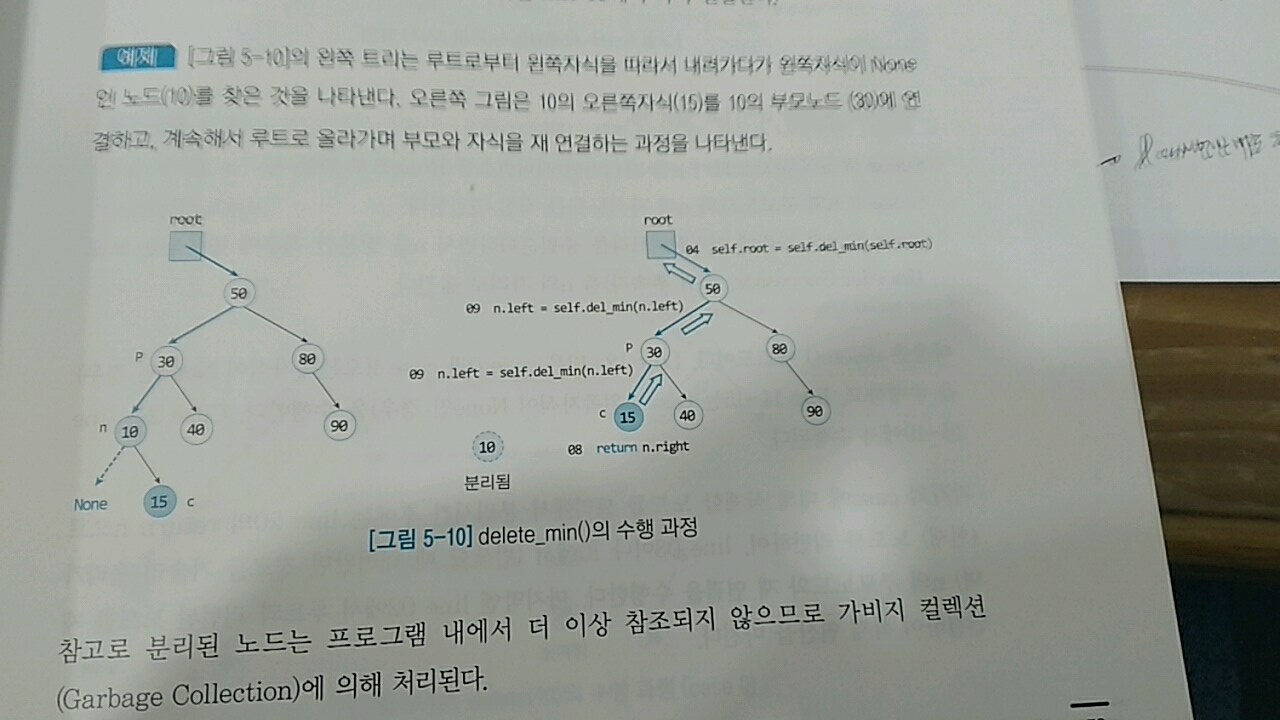 예제 [그림 5-10]의 왼쪽 트리는 루트로부터 왼쪽자식을 따라서 내려가다가 왼쪽자식이 None
인 노드(10)를 찾은 것을 나타낸다. 오른쪽 그림은 10의 오른쪽자식(15)를 10의 부모노드 (30)에 연
결하고, 계속해서 루트로 올라가며 부모와 자식을 재 연결하는 과정을 나타낸다.
root
50
P 30
80
n 10
40
90
None
15 c
root
04 self.root = self.del_min(self.root)
50
09 n.left = self.del_min(n.left)
P 30
80
09 n.left = self.del_min(n.left)
c 15
40
90
10
08 return n.right
분리됨
[그림 5-10] delete_min()의 수행 과정
참고로 분리된 노드는 프로그램 내에서 더 이상 참조되지 않으므로 가비지 컬렉션
(Garbage Collection)에 의해 처리된다.